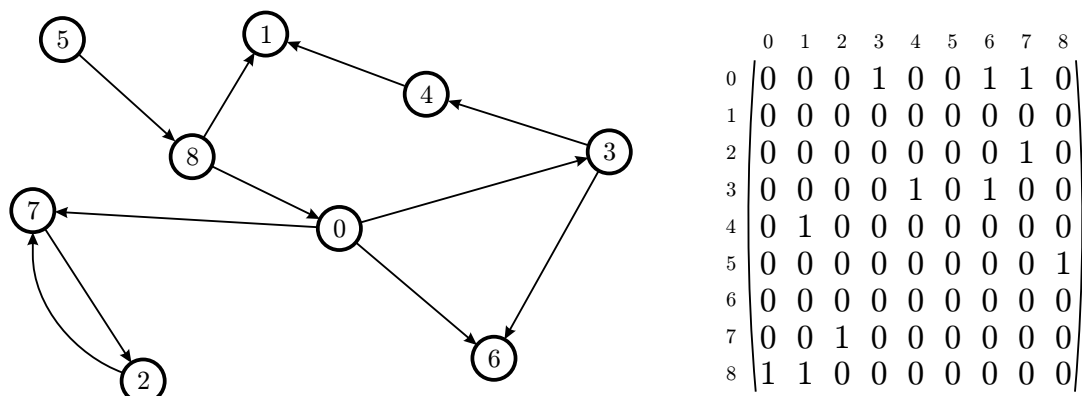 5
1
4
8
3
7
0
6
2
0 1 2 3 4 5 6 7 8
0 0 0 0 1 0 0 1 1 0
1 0 0 0 0 0 0 0 0 0
2 0 0 0 0 0 0 0 1 0
3 0 0 0 0 1 0 1 0 0
4 0 1 0 0 0 0 0 0 0
5 0 0 0 0 0 0 0 0 1
6 0 0 0 0 0 0 0 0 0
7 0 0 1 0 0 0 0 0 0
8 1 1 0 0 0 0 0 0 0